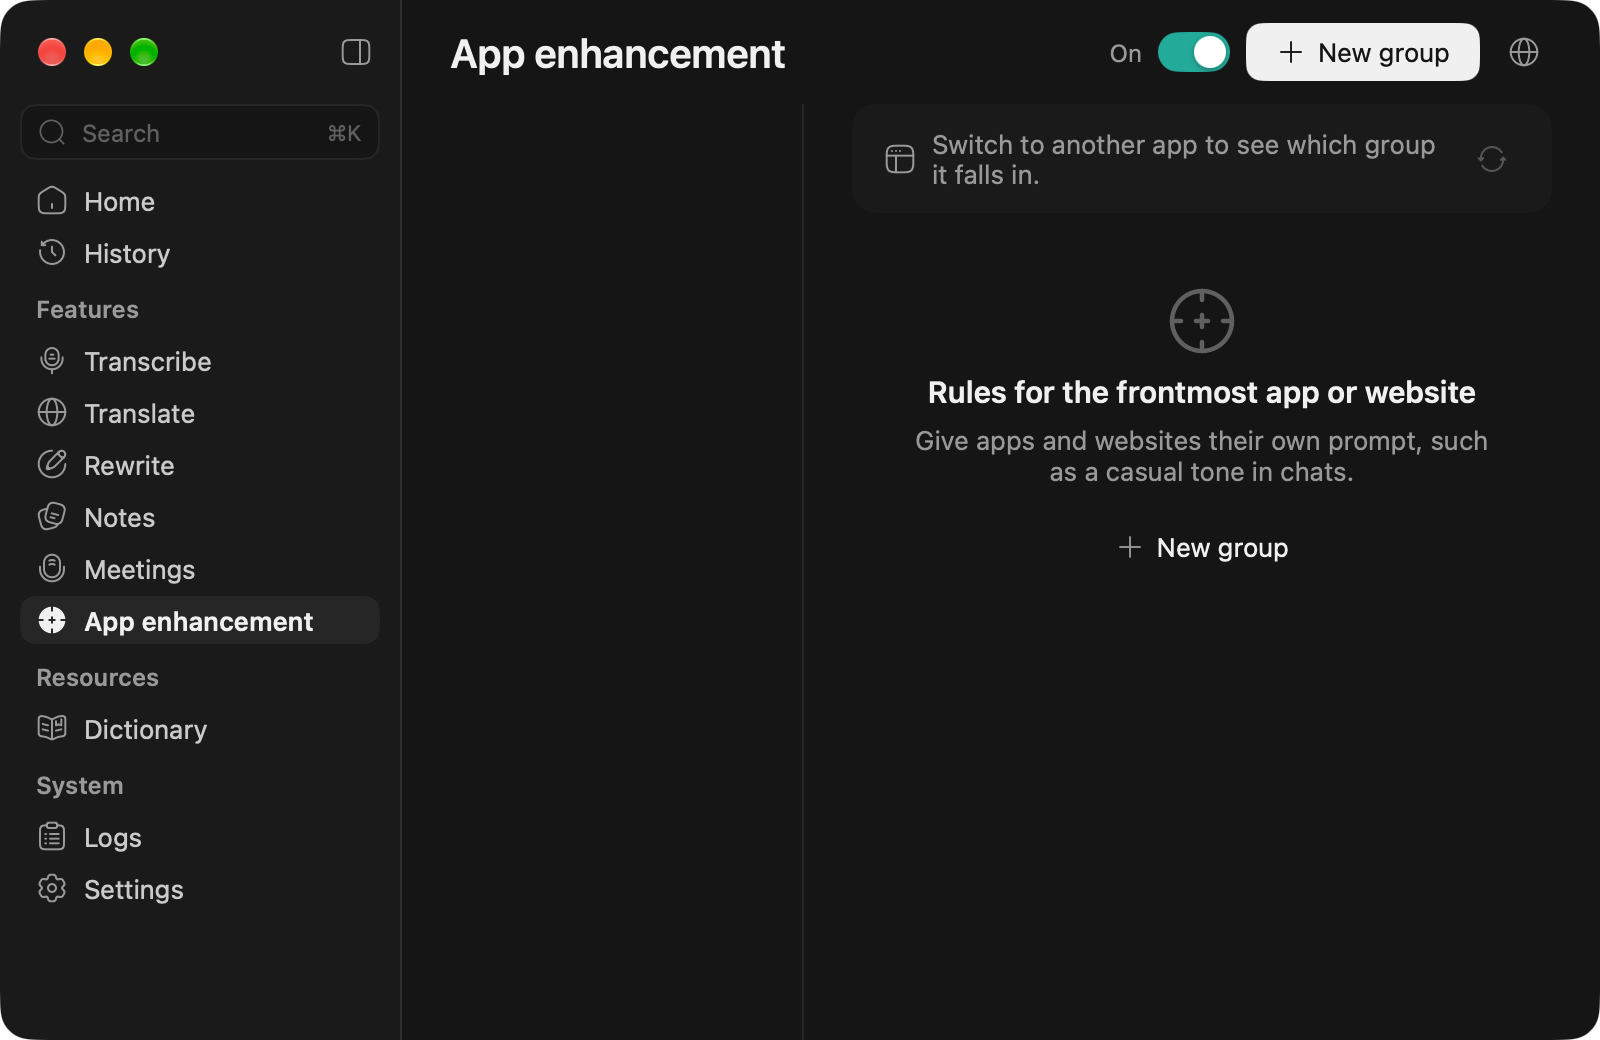 App enhancement
On
New group
Search ⌘K
Home
History
Features
Transcribe
Translate
Rewrite
Notes
Meetings
App enhancement
Resources
Dictionary
System
Logs
Settings
Switch to another app to see which group
it falls in.
Rules for the frontmost app or website
Give apps and websites their own prompt, such
as a casual tone in chats.
New group